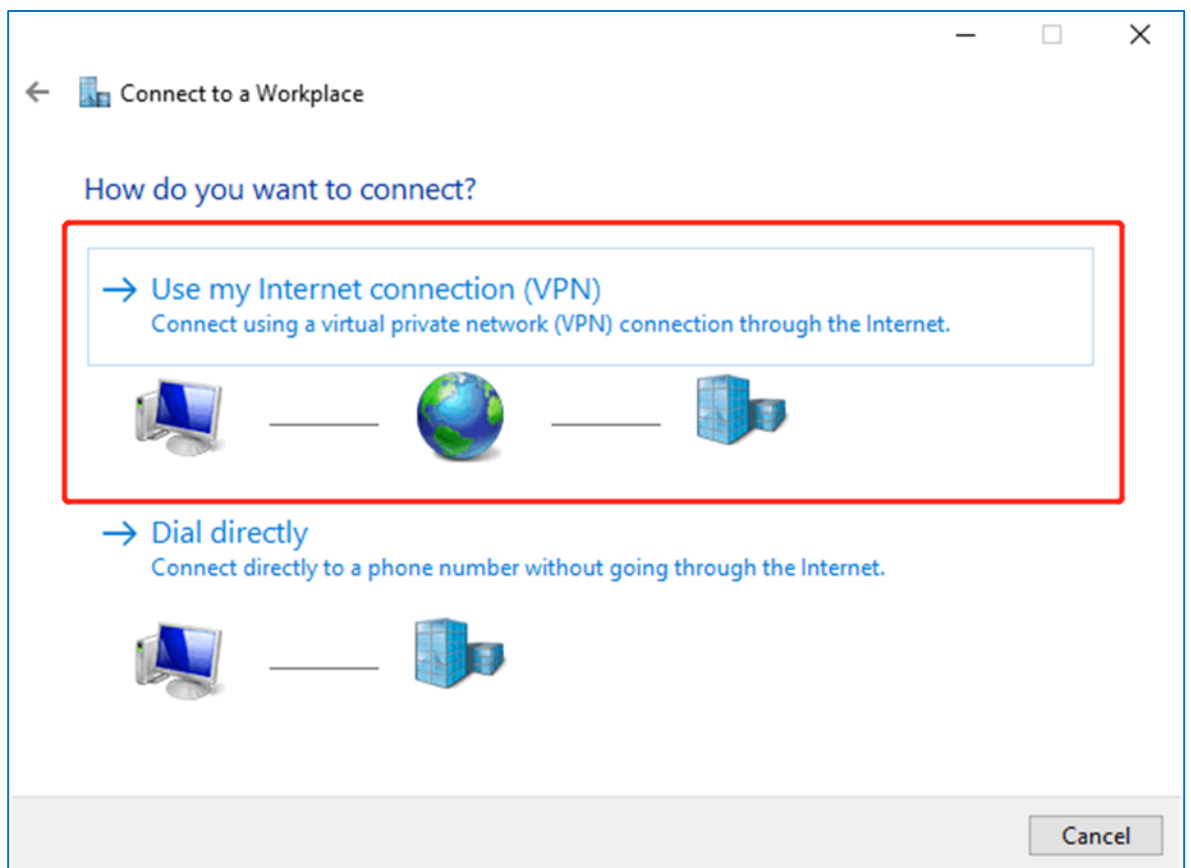 Connect to a Workplace
How do you want to connect?
Use my Internet connection (VPN)
Connect using a virtual private network (VPN) connection through the Internet.
Dial directly
Connect directly to a phone number without going through the Internet.
Cancel